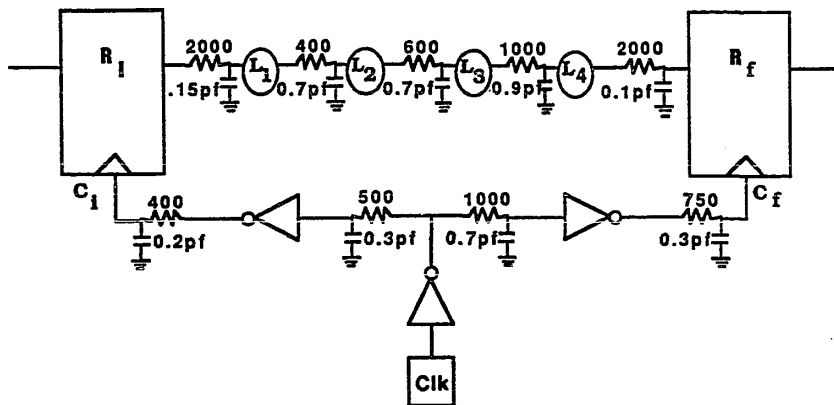 2000 400 600 1000 2000
R_i L_1 L_2 L_3 L_4 R_f
.15pf 0.7pf 0.7pf 0.9pf 0.1pf
C_i 400 500 1000 750 C_f
0.2pf 0.3pf 0.7pf 0.3pf
Clk